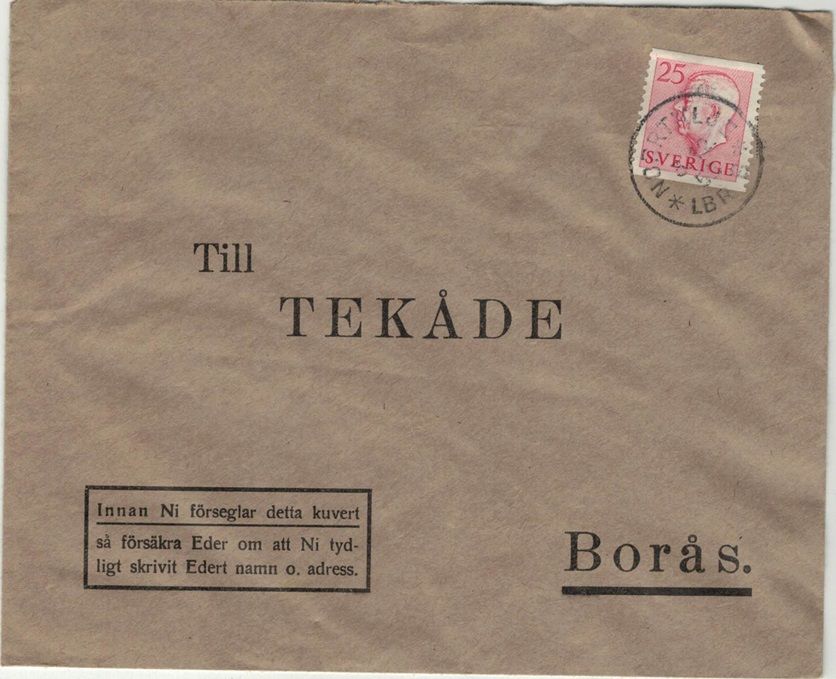 25
SVERIGE
LBR
Till
TEKÅDE
Innan Ni förseglar detta kuvert
så försäkra Eder om att Ni tyd-
ligt skrivit Edert namn o. adress.
Borås.